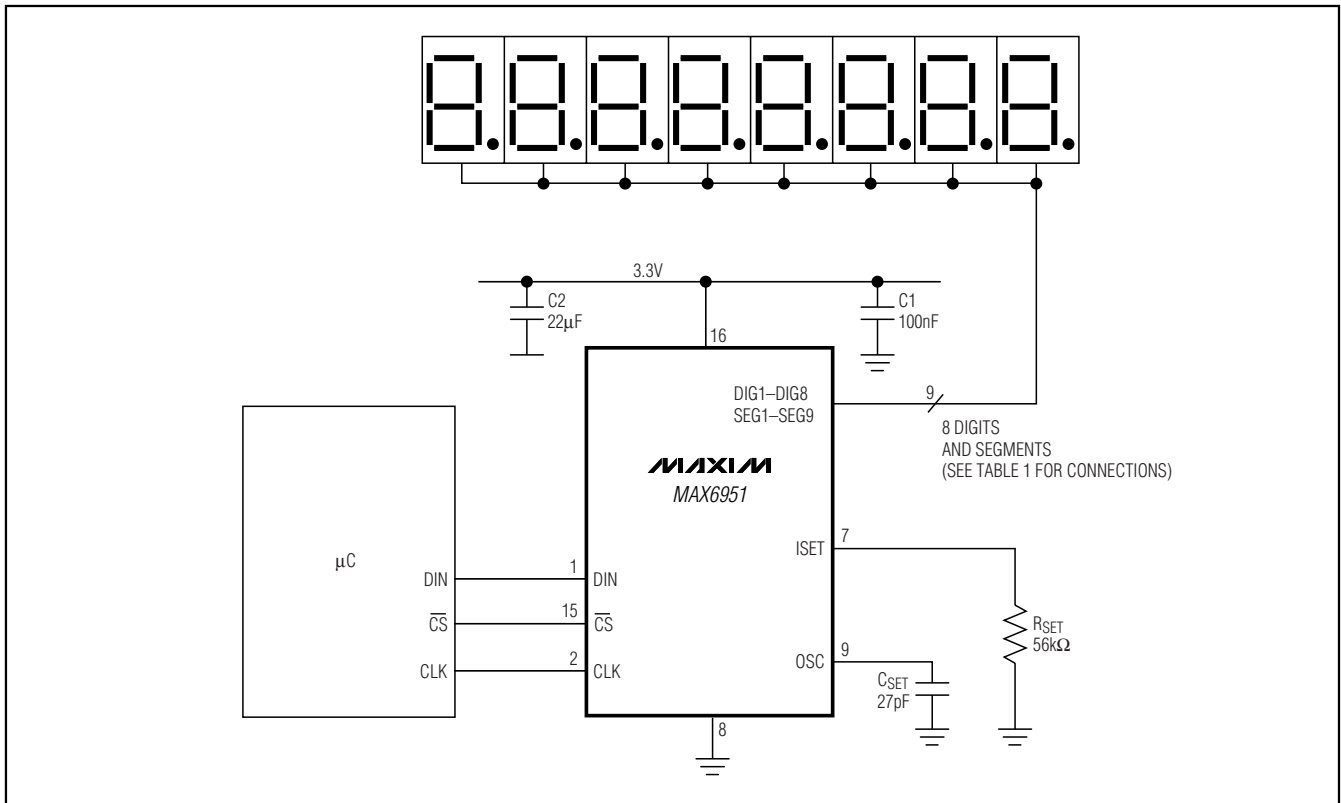 3.3V
C2
22µF
C1
100nF
16
DIG1–DIG8
SEG1–SEG9
9
8 DIGITS
AND SEGMENTS
(SEE TABLE 1 FOR CONNECTIONS)
MAXIM
MAX6951
ISET
7
µC
DIN
1
DIN
CS
15
CS
CLK
2
CLK
RSET
56kΩ
OSC
9
CSET
27pF
8